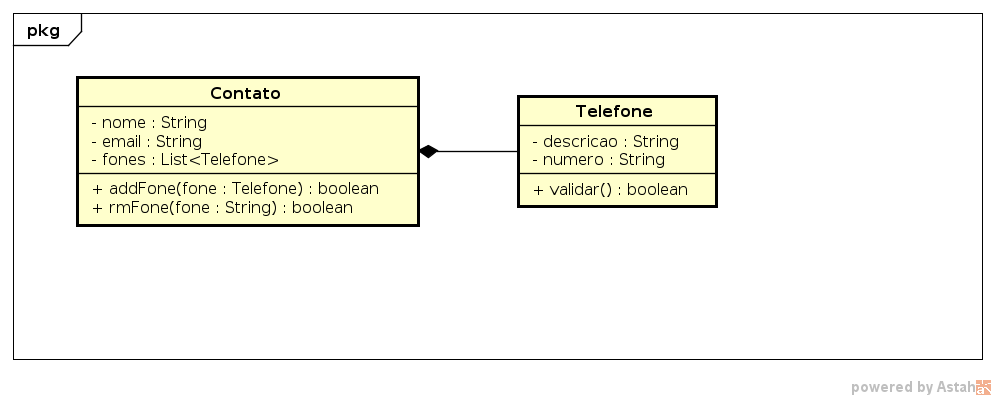 pkg
Contato
- nome : String
- email : String
- fones : List<Telefone>
+ addFone(fone : Telefone) : boolean
+ rmFone(fone : String) : boolean
Telefone
- descricao : String
- numero : String
+ validar() : boolean
powered by Astah